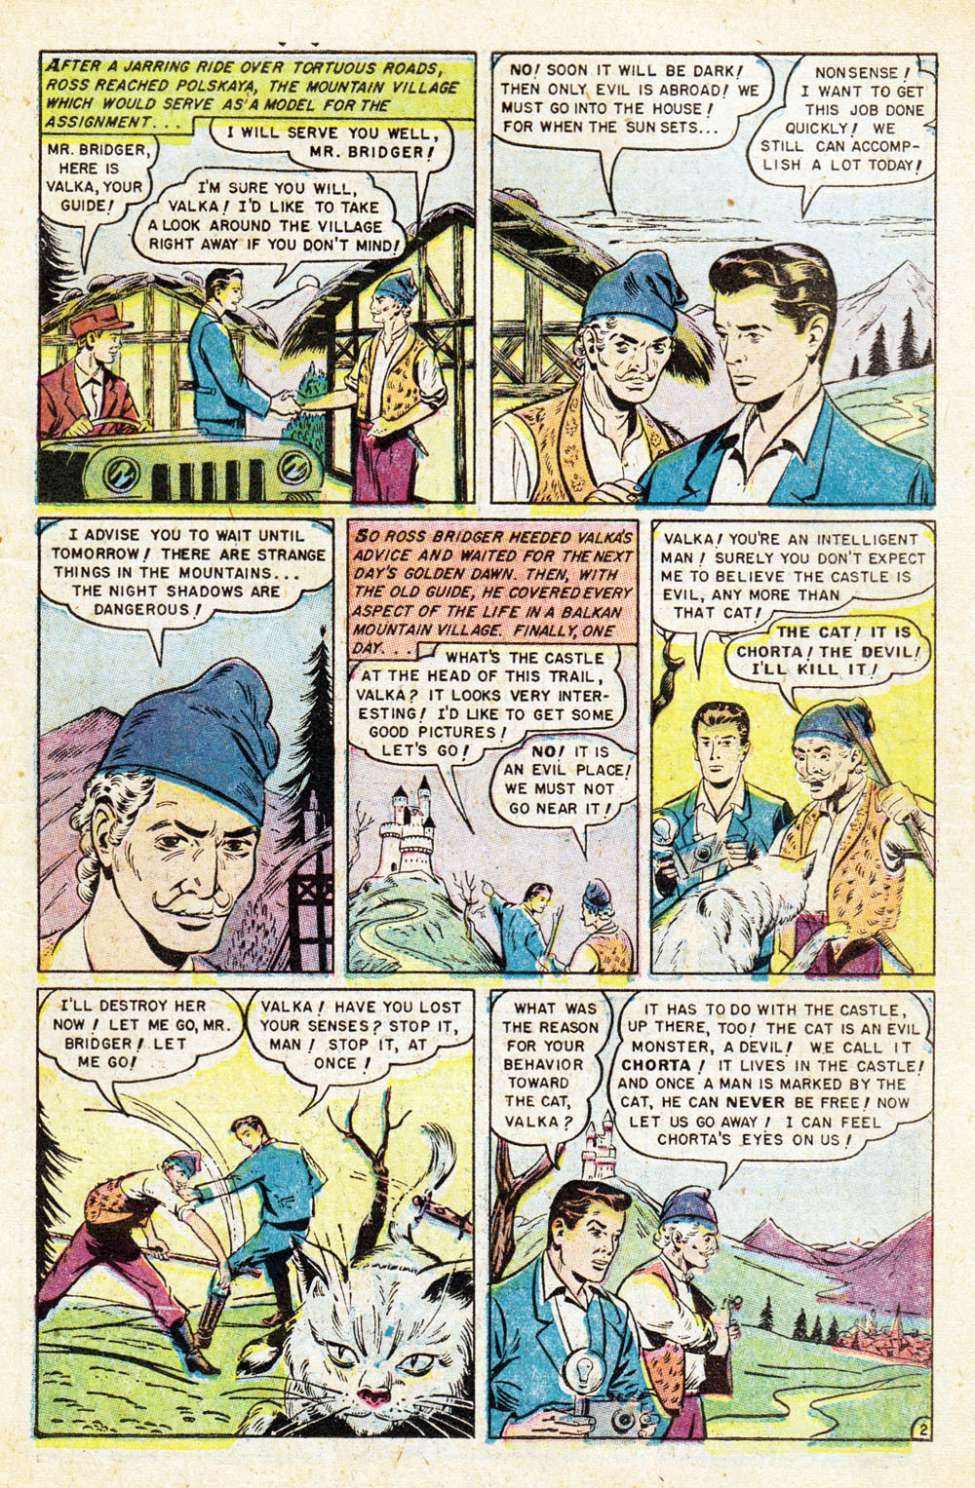 AFTER A JARRING RIDE OVER TORTUOUS ROADS,
ROSS REACHED POLSKAYA, THE MOUNTAIN VILLAGE
WHICH WOULD SERVE AS A MODEL FOR THE
ASSIGNMENT...
MR. BRIDGER,
HERE IS
VALKA, YOUR
GUIDE!
I WILL SERVE YOU WELL,
MR. BRIDGER!
I'M SURE YOU WILL,
VALKA! I'D LIKE TO TAKE
A LOOK AROUND THE VILLAGE
RIGHT AWAY IF YOU DON'T MIND!
NO! SOON IT WILL BE DARK!
THEN ONLY EVIL IS ABROAD! WE
MUST GO INTO THE HOUSE!
FOR WHEN THE SUN SETS...
NONSENSE!
I WANT TO GET
THIS JOB DONE
QUICKLY! WE
STILL CAN ACCOMP-
LISH A LOT TODAY!
I ADVISE YOU TO WAIT UNTIL
TOMORROW! THERE ARE STRANGE
THINGS IN THE MOUNTAINS...
THE NIGHT SHADOWS ARE
DANGEROUS!
SO ROSS BRIDGER HEEDED VALKA'S
ADVICE AND WAITED FOR THE NEXT
DAY'S GOLDEN DAWN. THEN, WITH
THE OLD GUIDE, HE COVERED EVERY
ASPECT OF THE LIFE IN A BALKAN
MOUNTAIN VILLAGE. FINALLY, ONE
DAY...
WHAT'S THE CASTLE
AT THE HEAD OF THIS TRAIL,
VALKA? IT LOOKS VERY INTER-
ESTING! I'D LIKE TO GET SOME
GOOD PICTURES!
LET'S GO!
NO! IT IS
AN EVIL PLACE!
WE MUST NOT
GO NEAR IT!
VALKA! YOU'RE AN INTELLIGENT
MAN! SURELY YOU DON'T EXPECT
ME TO BELIEVE THE CASTLE IS
EVIL, ANY MORE THAN
THAT CAT!
THE CAT! IT IS
CHORTA! THE DEVIL!
I'LL KILL IT!
I'LL DESTROY HER
NOW! LET ME GO, MR.
BRIDGER! LET
ME GO!
VALKA! HAVE YOU LOST
YOUR SENSES? STOP IT,
MAN! STOP IT, AT
ONCE!
WHAT WAS
THE REASON
FOR YOUR
BEHAVIOR
TOWARD
THE CAT,
VALKA?
IT HAS TO DO WITH THE CASTLE,
UP THERE, TOO! THE CAT IS AN EVIL
MONSTER, A DEVIL! WE CALL IT
CHORTA! IT LIVES IN THE CASTLE!
AND ONCE A MAN IS MARKED BY THE
CAT, HE CAN NEVER BE FREE! NOW
LET US GO AWAY! I CAN FEEL
CHORTA'S EYES ON US!
2